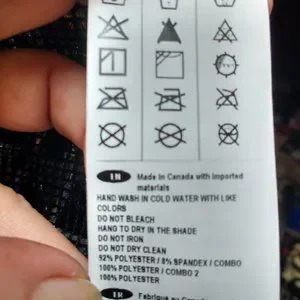 EN Made in Canada with imported
materials
HAND WASH IN COLD WATER WITH LIKE
COLORS
DO NOT BLEACH
HANG TO DRY IN THE SHADE
DO NOT IRON
DO NOT DRY CLEAN
92% POLYESTER / 8% SPANDEX / COMBO
100% POLYESTER / COMBO 2
100% POLYESTER
FR Fabriqué au